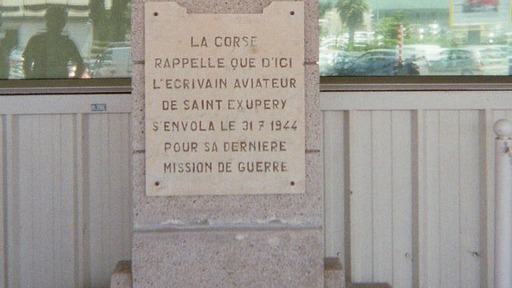 LA CORSE
RAPPELLE QUE D'ICI
L'ECRIVAIN AVIATEUR
DE SAINT EXUPERY
S'ENVOLA LE 31 7 1944
POUR SA DERNIERE
MISSION DE GUERRE